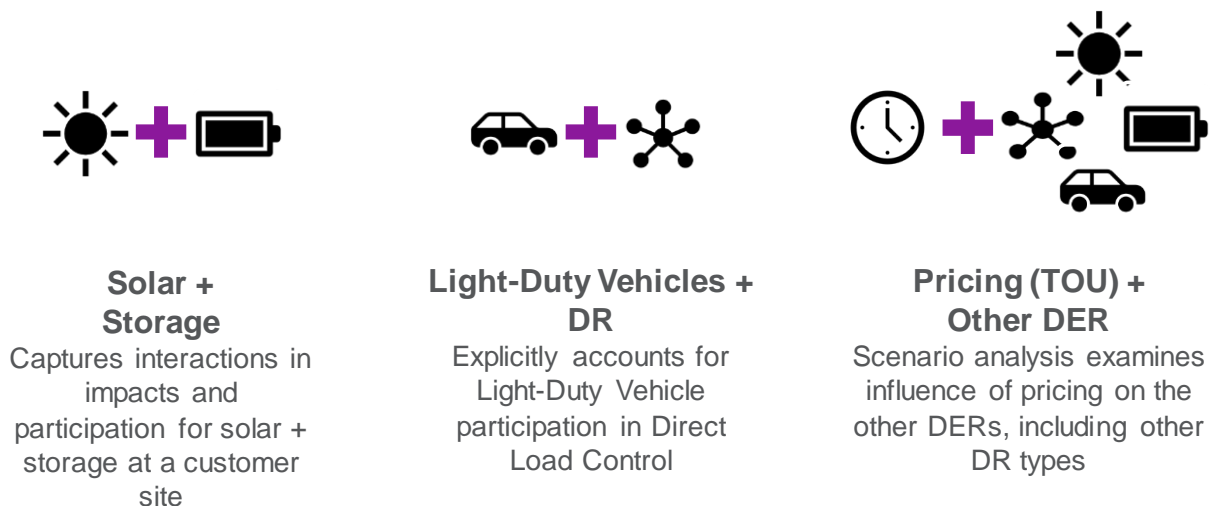 Solar +
Storage
Captures interactions in
impacts and
participation for solar +
storage at a customer
site
Light-Duty Vehicles +
DR
Explicitly accounts for
Light-Duty Vehicle
participation in Direct
Load Control
Pricing (TOU) +
Other DER
Scenario analysis examines
influence of pricing on the
other DERs, including other
DR types